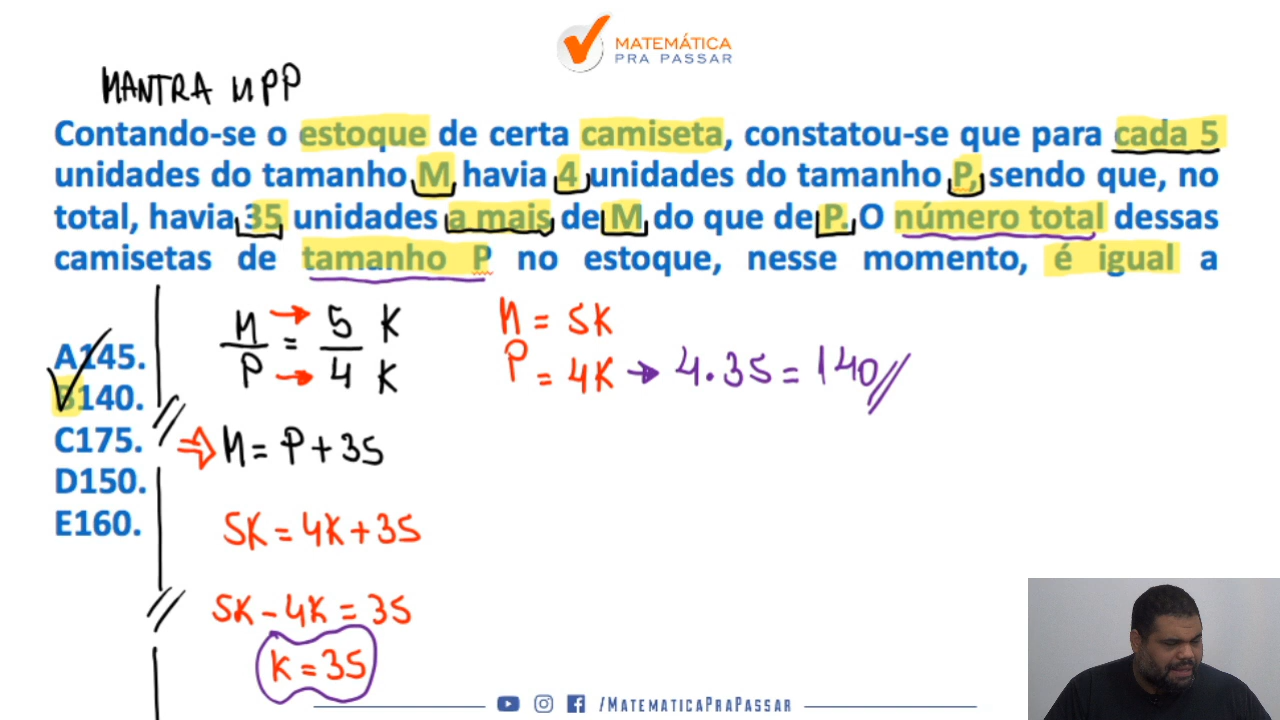 MATEMÁTICA
PRA PASSAR
MANTRA MPP
Contando-se o estoque de certa camiseta, constatou-se que para cada 5
unidades do tamanho M havia 4 unidades do tamanho P, sendo que, no
total, havia 35 unidades a mais de M do que de P. O número total dessas
camisetas de tamanho P no estoque, nesse momento, é igual a
A145.
B140.
C175.
D150.
E160.
M → 5 K
P → 4 K
=
M = P + 35
5K = 4K + 35
5K - 4K = 35
K = 35
M = 5K
P = 4K → 4.35 = 140//
/MATEMATICAPRAPASSAR